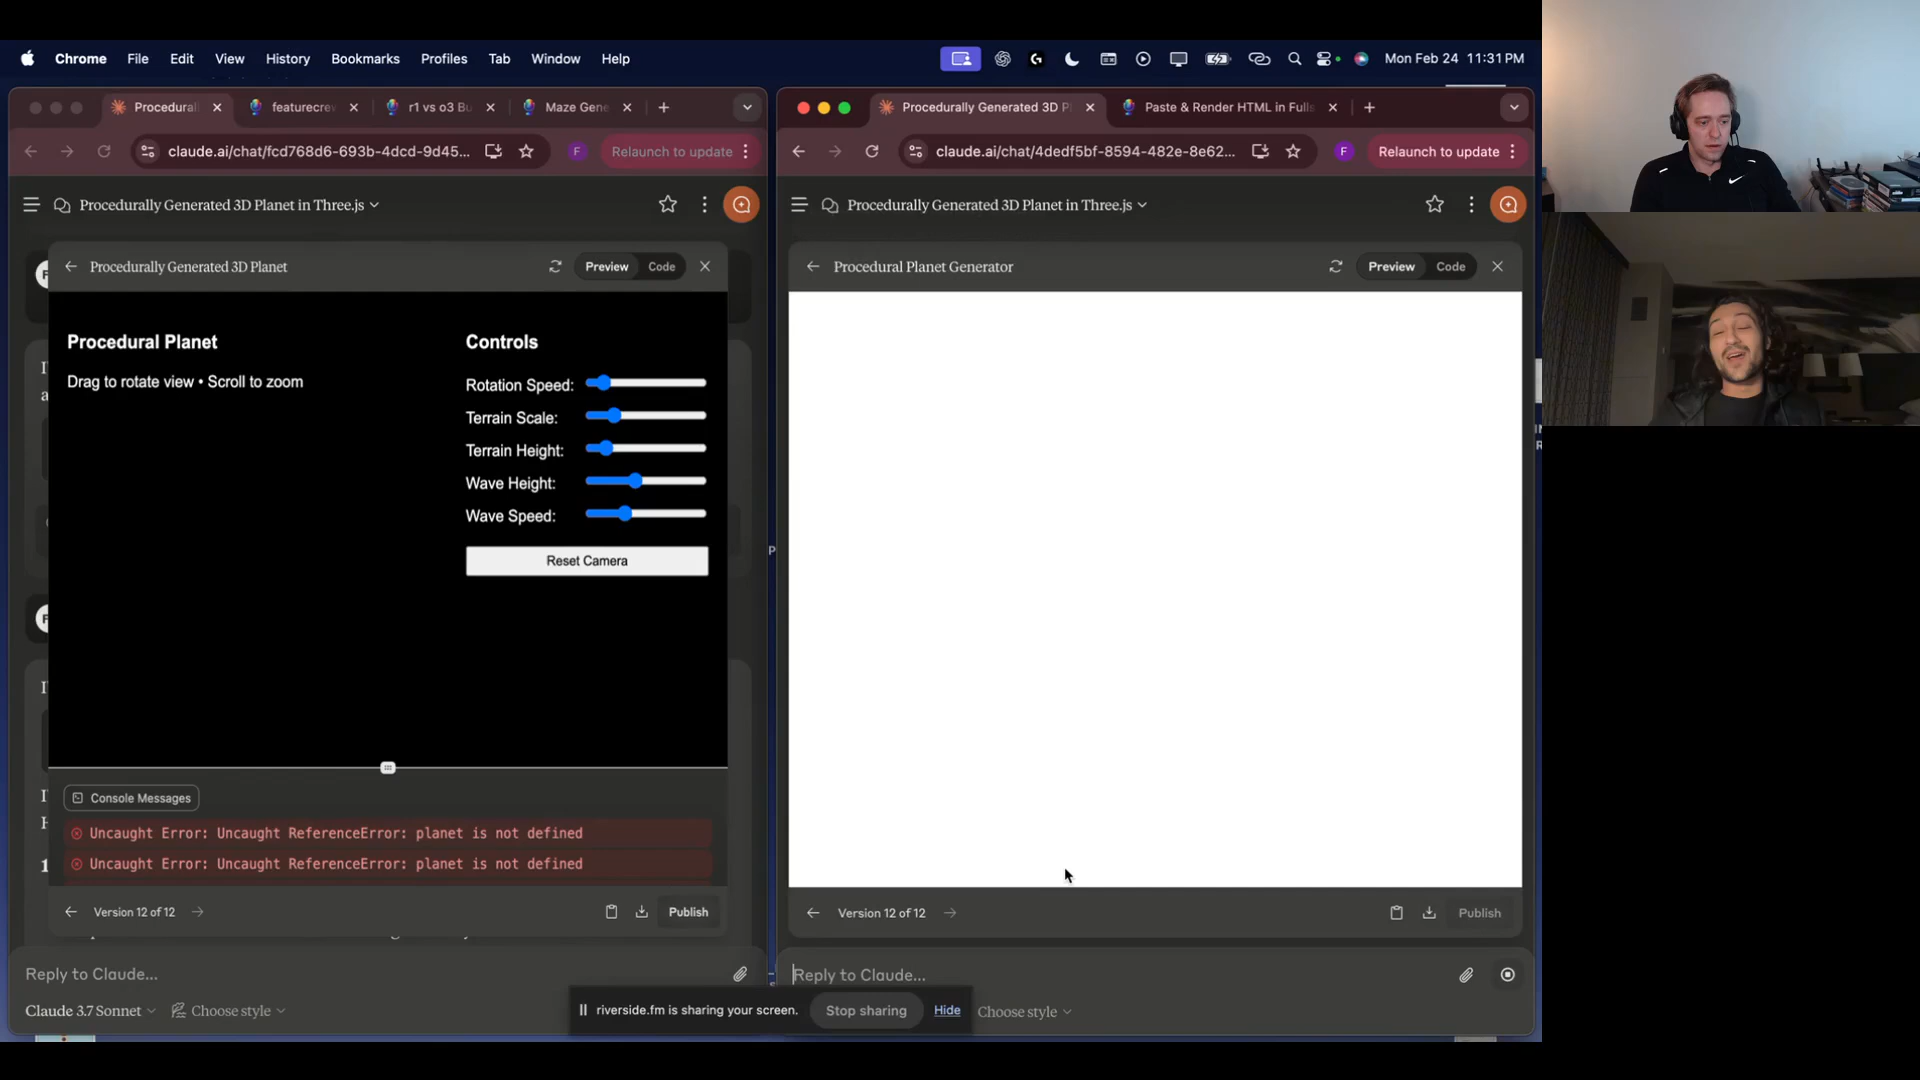 Chrome File Edit View History Bookmarks Profiles Tab Window Help
Mon Feb 24 11:31 PM
Procedural
featurecre
r1 vs o3 Bu
Maze Gene
claude.ai/chat/fcd768d6-693b-4dcd-9d45...
F
Relaunch to update
Procedurally Generated 3D Planet in Three.js
Procedurally Generated 3D Planet
Preview
Code
Procedural Planet
Drag to rotate view • Scroll to zoom
Controls
Rotation Speed:
Terrain Scale:
Terrain Height:
Wave Height:
Wave Speed:
Reset Camera
Console Messages
Uncaught Error: Uncaught ReferenceError: planet is not defined
Uncaught Error: Uncaught ReferenceError: planet is not defined
Version 12 of 12
Publish
Reply to Claude...
Claude 3.7 Sonnet
Choose style
Procedurally Generated 3D P
Paste & Render HTML in Fulls
claude.ai/chat/4dedf5bf-8594-482e-8e62...
F
Relaunch to update
Procedurally Generated 3D Planet in Three.js
Procedural Planet Generator
Preview
Code
Version 12 of 12
Publish
Reply to Claude...
Choose style
riverside.fm is sharing your screen.
Stop sharing
Hide